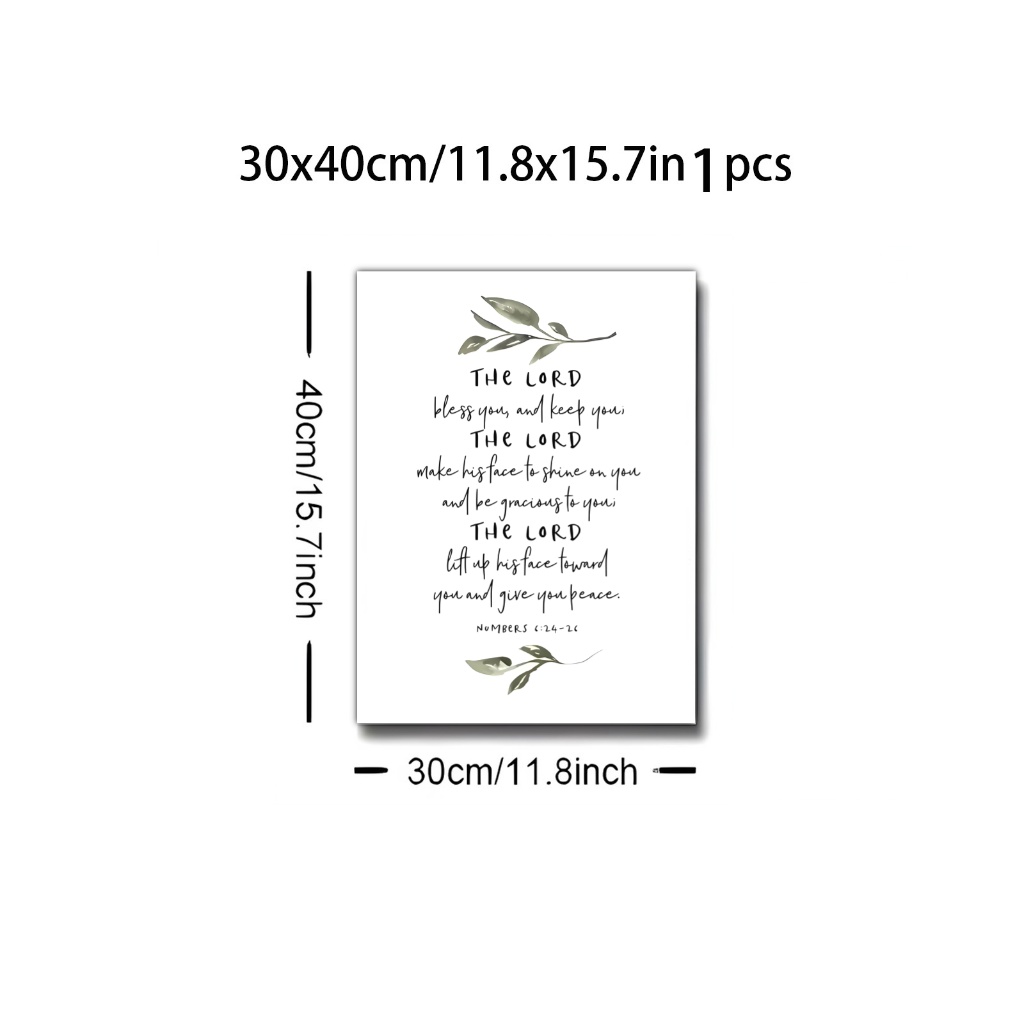 30x40cm/11.8x15.7in 1 pcs
40cm/15.7inch
THE LORD
bless you, and keep you;
THE LORD
make his face to shine on you
and be gracious to you;
THE LORD
lift up his face toward
you and give you peace.
NUMBERS 6:24-26
30cm/11.8inch